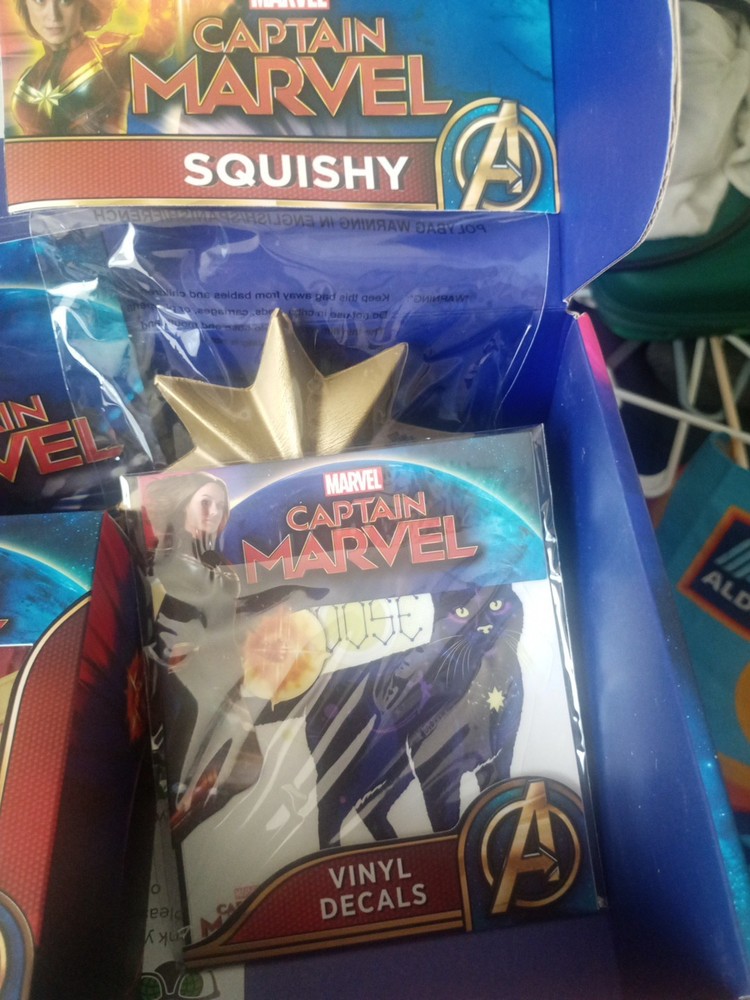 MARVEL
CAPTAIN
MARVEL
SQUISHY
POLYBAG WARNING IN ENGLISH/SPANISH/FRENCH
"WARNING"
Keep this bag away from babies and children
IN
VEL
MARVEL
CAPTAIN
MARVEL
VINYL
DECALS
ALD